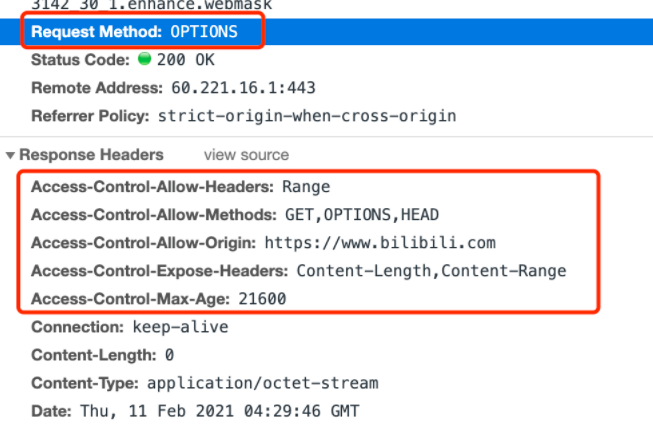 3142_30_1.enhance.webmask
Request Method: OPTIONS
Status Code: 200 OK
Remote Address: 60.221.16.1:443
Referrer Policy: strict-origin-when-cross-origin
Response Headers view source
Access-Control-Allow-Headers: Range
Access-Control-Allow-Methods: GET,OPTIONS,HEAD
Access-Control-Allow-Origin: https://www.bilibili.com
Access-Control-Expose-Headers: Content-Length,Content-Range
Access-Control-Max-Age: 21600
Connection: keep-alive
Content-Length: 0
Content-Type: application/octet-stream
Date: Thu, 11 Feb 2021 04:29:46 GMT